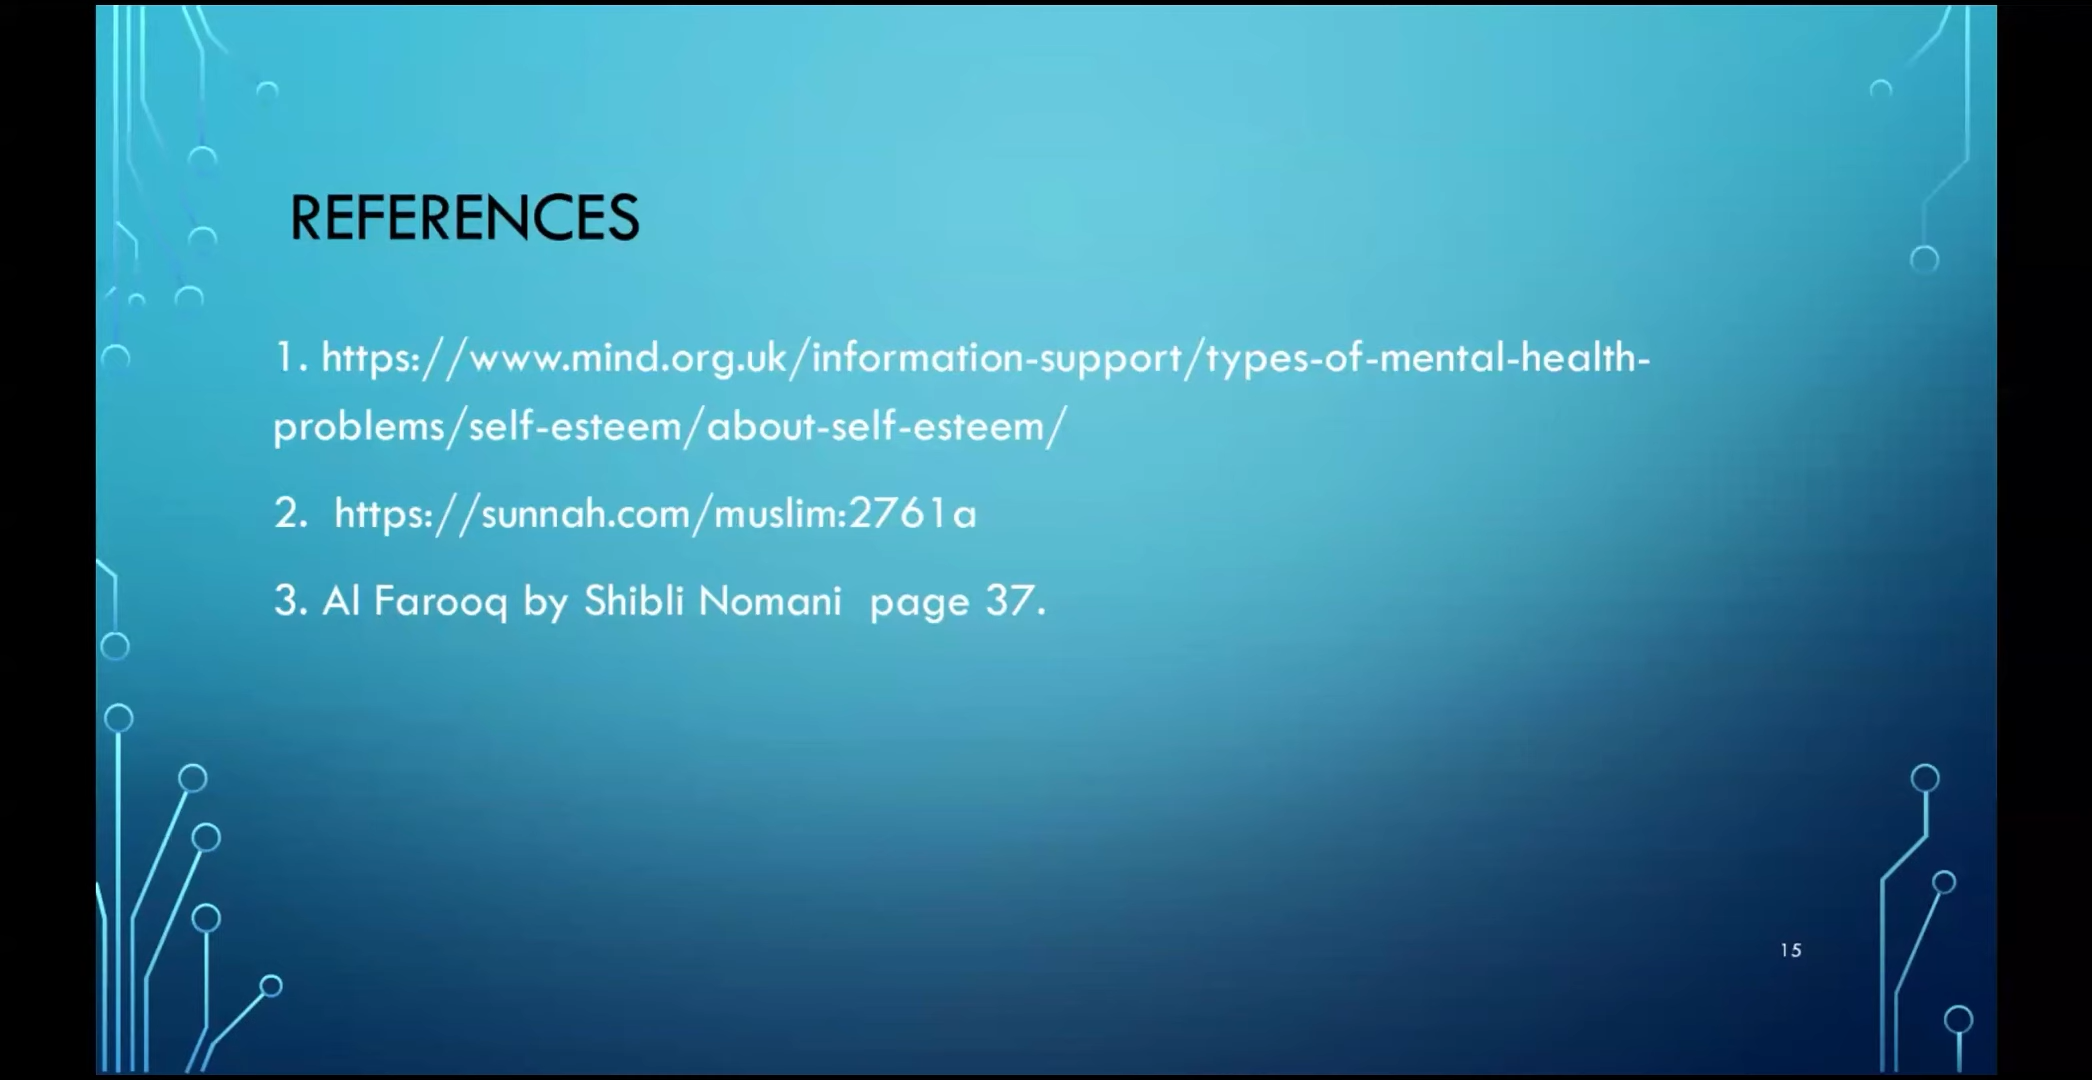 REFERENCES
1. https://www.mind.org.uk/information-support/types-of-mental-health-
problems/self-esteem/about-self-esteem/
2. https://sunnah.com/muslim:2761a
3. Al Farooq by Shibli Nomani page 37.
15